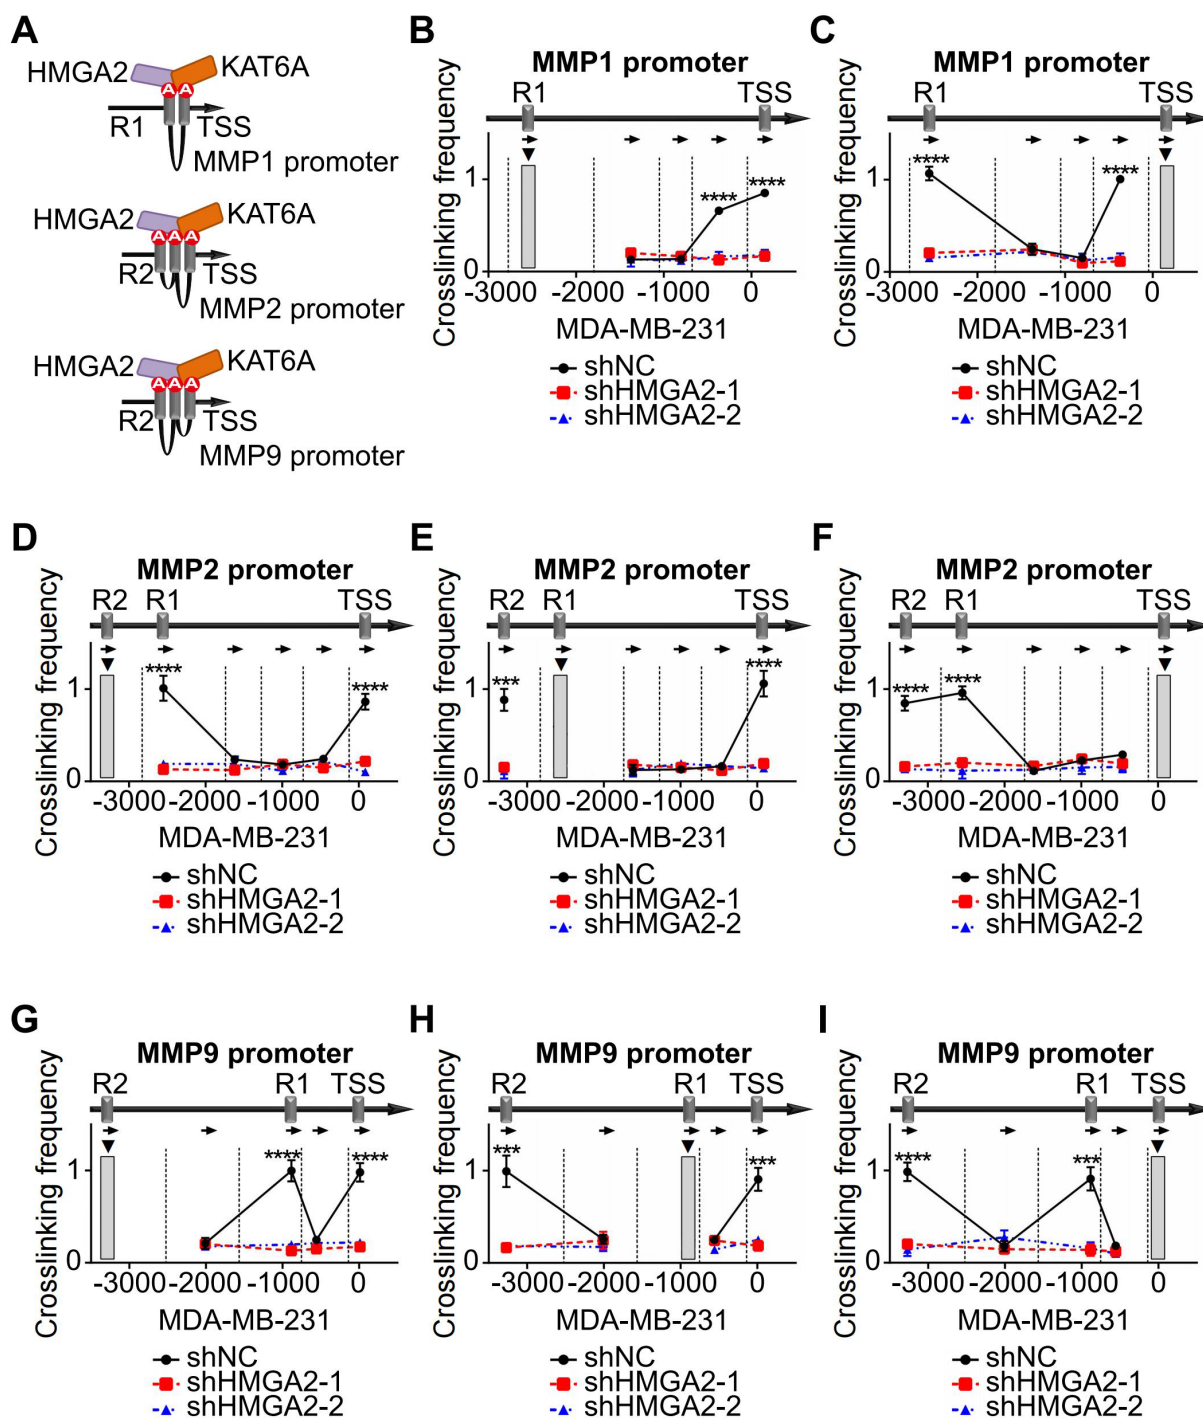 A
HMGA2
KAT6A
A A
R1
TSS
MMP1 promoter
HMGA2
KAT6A
A A A
R2
TSS
MMP2 promoter
HMGA2
KAT6A
A A A
R2
TSS
MMP9 promoter
B
MMP1 promoter
R1
TSS
Crosslinking frequency
1
0
****
****
-3000 -2000 -1000 0
MDA-MB-231
shNC
shHMGA2-1
shHMGA2-2
C
MMP1 promoter
R1
TSS
Crosslinking frequency
1
0
****
****
-3000 -2000 -1000 0
MDA-MB-231
shNC
shHMGA2-1
shHMGA2-2
D
MMP2 promoter
R2 R1 TSS
Crosslinking frequency
1
0
****
****
-3000 -2000 -1000 0
MDA-MB-231
shNC
shHMGA2-1
shHMGA2-2
E
MMP2 promoter
R2 R1 TSS
Crosslinking frequency
1
0
***
****
-3000 -2000 -1000 0
MDA-MB-231
shNC
shHMGA2-1
shHMGA2-2
F
MMP2 promoter
R2 R1 TSS
Crosslinking frequency
1
0
****
****
-3000 -2000 -1000 0
MDA-MB-231
shNC
shHMGA2-1
shHMGA2-2
G
MMP9 promoter
R2 R1 TSS
Crosslinking frequency
1
0
****
****
-3000 -2000 -1000 0
MDA-MB-231
shNC
shHMGA2-1
shHMGA2-2
H
MMP9 promoter
R2 R1 TSS
Crosslinking frequency
1
0
***
***
-3000 -2000 -1000 0
MDA-MB-231
shNC
shHMGA2-1
shHMGA2-2
I
MMP9 promoter
R2 R1 TSS
Crosslinking frequency
1
0
****
***
-3000 -2000 -1000 0
MDA-MB-231
shNC
shHMGA2-1
shHMGA2-2